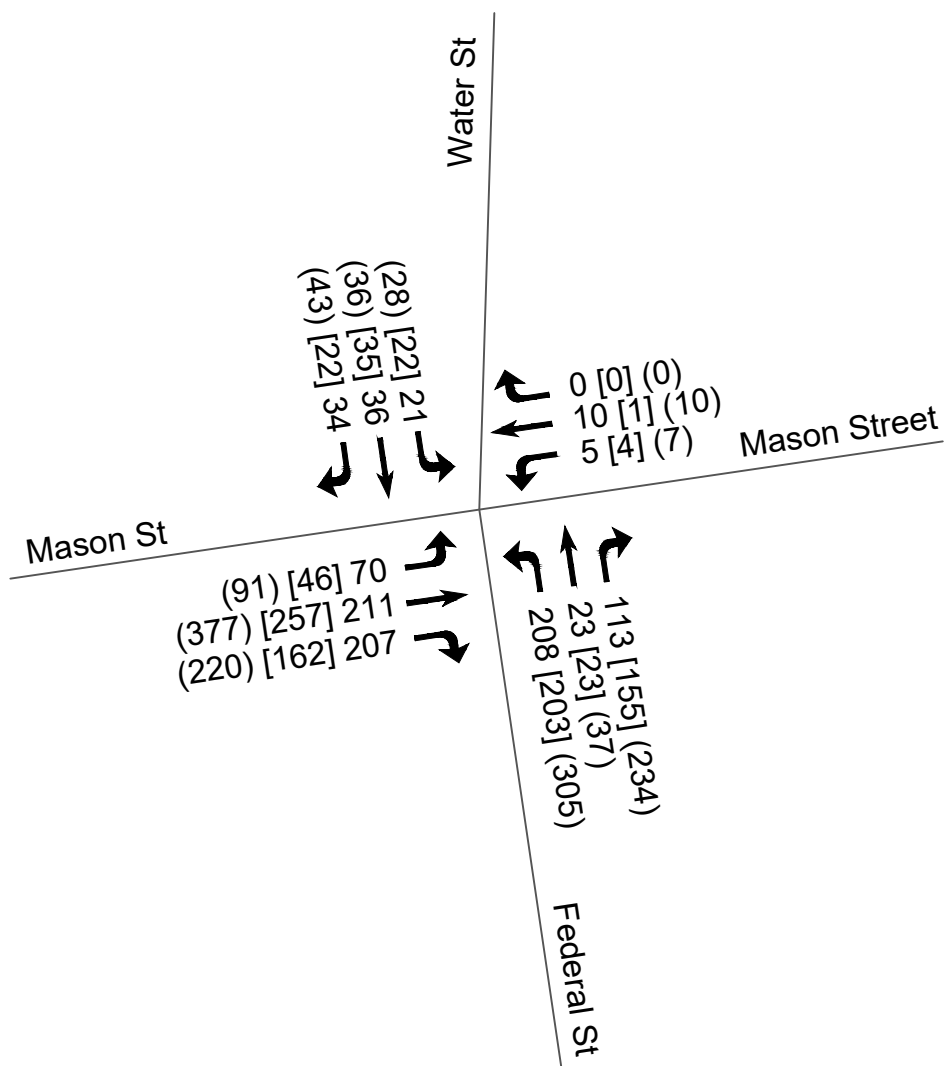 Water St
(28) [22] 21
(36) [35] 36
(43) [22] 34
0 [0] (0)
10 [1] (10)
5 [4] (7)
Mason Street
Mason St
(91) [46] 70
(377) [257] 211
(220) [162] 207
113 [155] (234)
23 [23] (37)
208 [203] (305)
Federal St